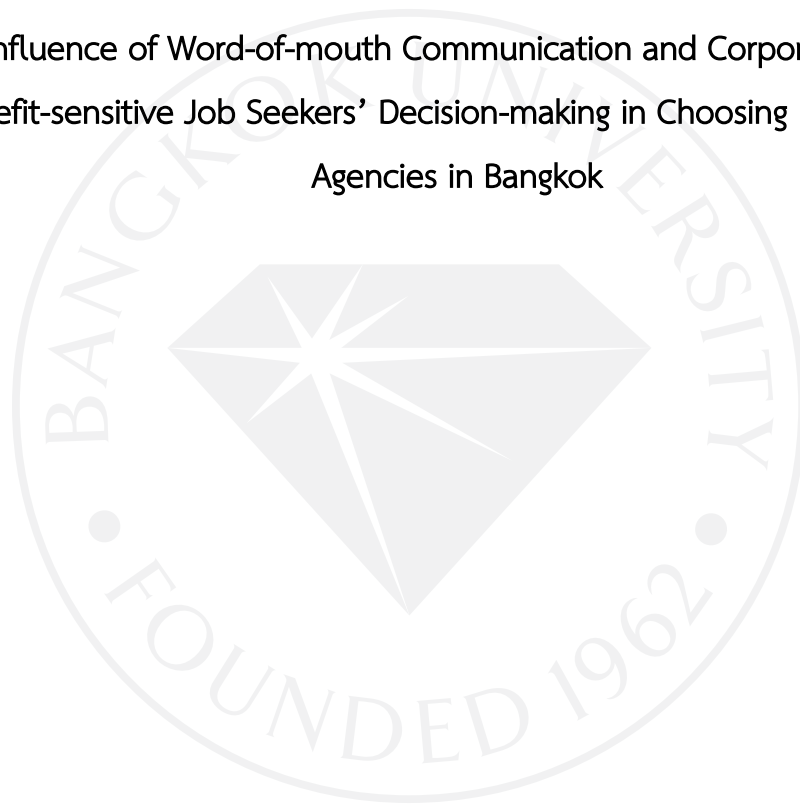 nfluence of Word-of-mouth Communication and Corpor
efit-sensitive Job Seekers’ Decision-making in Choosing
Agencies in Bangkok
BANGKOK UNIVERSITY
FOUNDED 1962